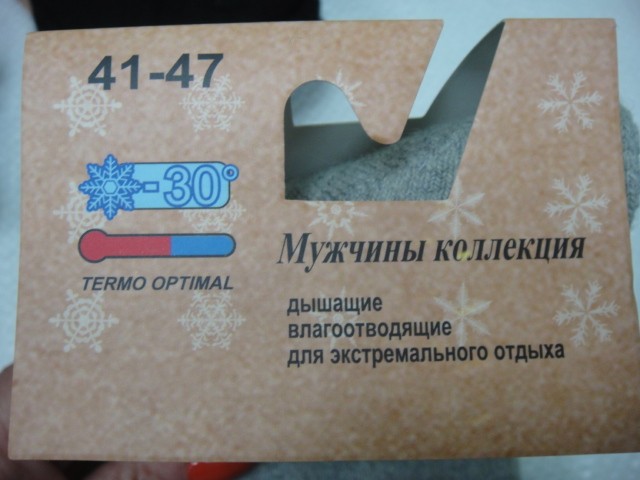 41-47
-30°
TERMO OPTIMAL
Мужчины коллекция
дышащие
влагоотводящие
для экстремального отдыха